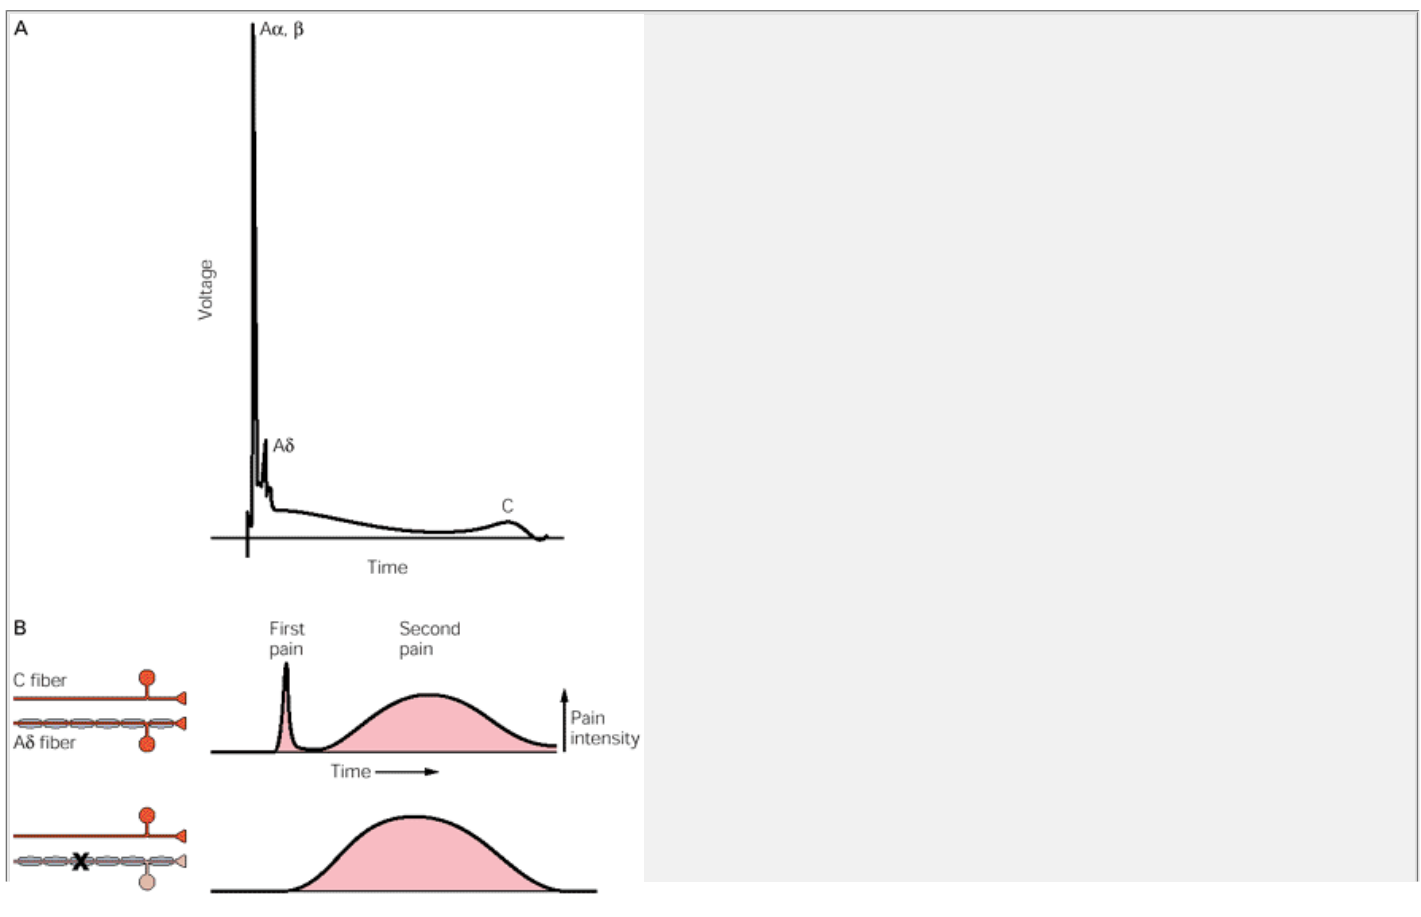 A
Aα, β
Voltage
Aδ
C
Time
B
First
pain
Second
pain
C fiber
Aδ fiber
Pain
intensity
Time
X